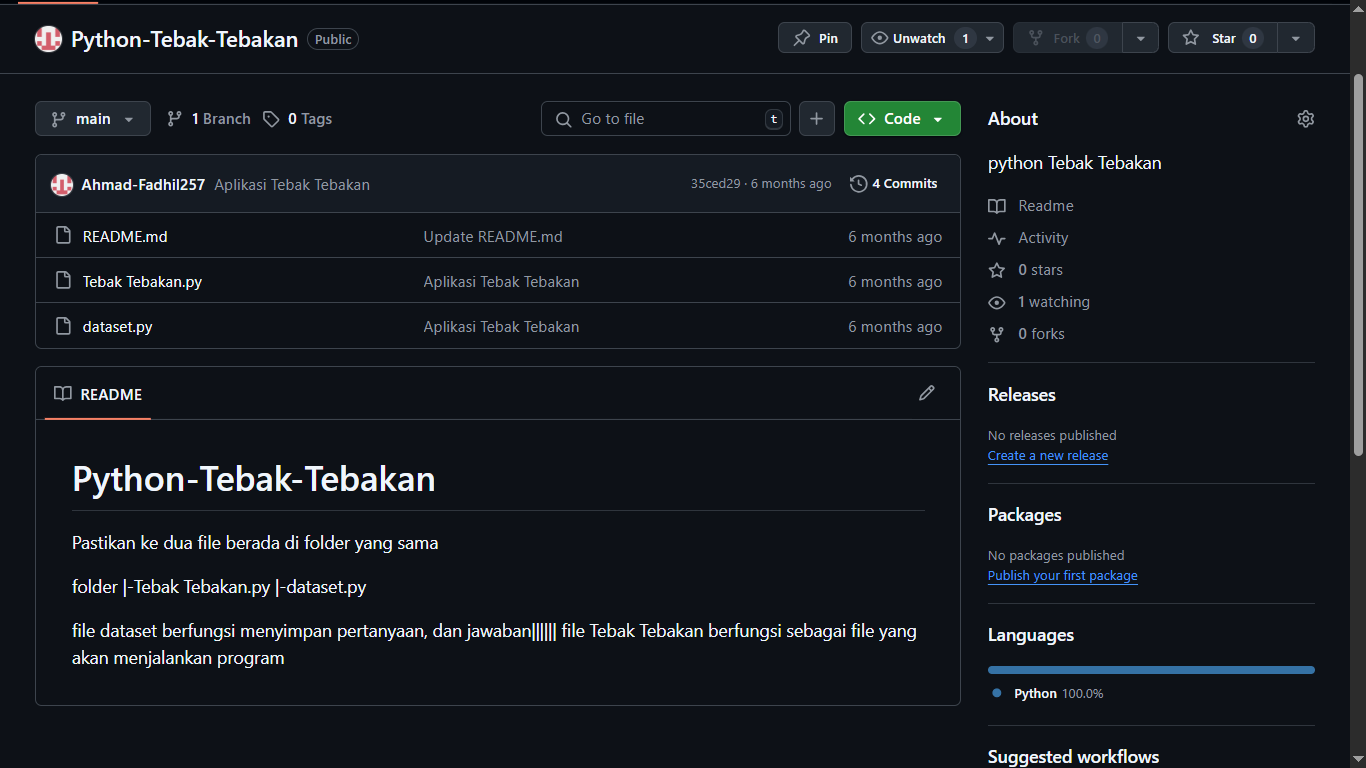 Python-Tebak-Tebakan Public Pin Unwatch 1 Fork 0 Star 0
main 1 Branch 0 Tags Go to file t Code
Ahmad-Fadhil257 Aplikasi Tebak Tebakan 35ced29 · 6 months ago 4 Commits
README.md Update README.md 6 months ago
Tebak Tebakan.py Aplikasi Tebak Tebakan 6 months ago
dataset.py Aplikasi Tebak Tebakan 6 months ago
README
Python-Tebak-Tebakan
Pastikan ke dua file berada di folder yang sama
folder |-Tebak Tebakan.py |-dataset.py
file dataset berfungsi menyimpan pertanyaan, dan jawaban|||||| file Tebak Tebakan berfungsi sebagai file yang
akan menjalankan program
About
python Tebak Tebakan
Readme
Activity
0 stars
1 watching
0 forks
Releases
No releases published
Create a new release
Packages
No packages published
Publish your first package
Languages
Python 100.0%
Suggested workflows